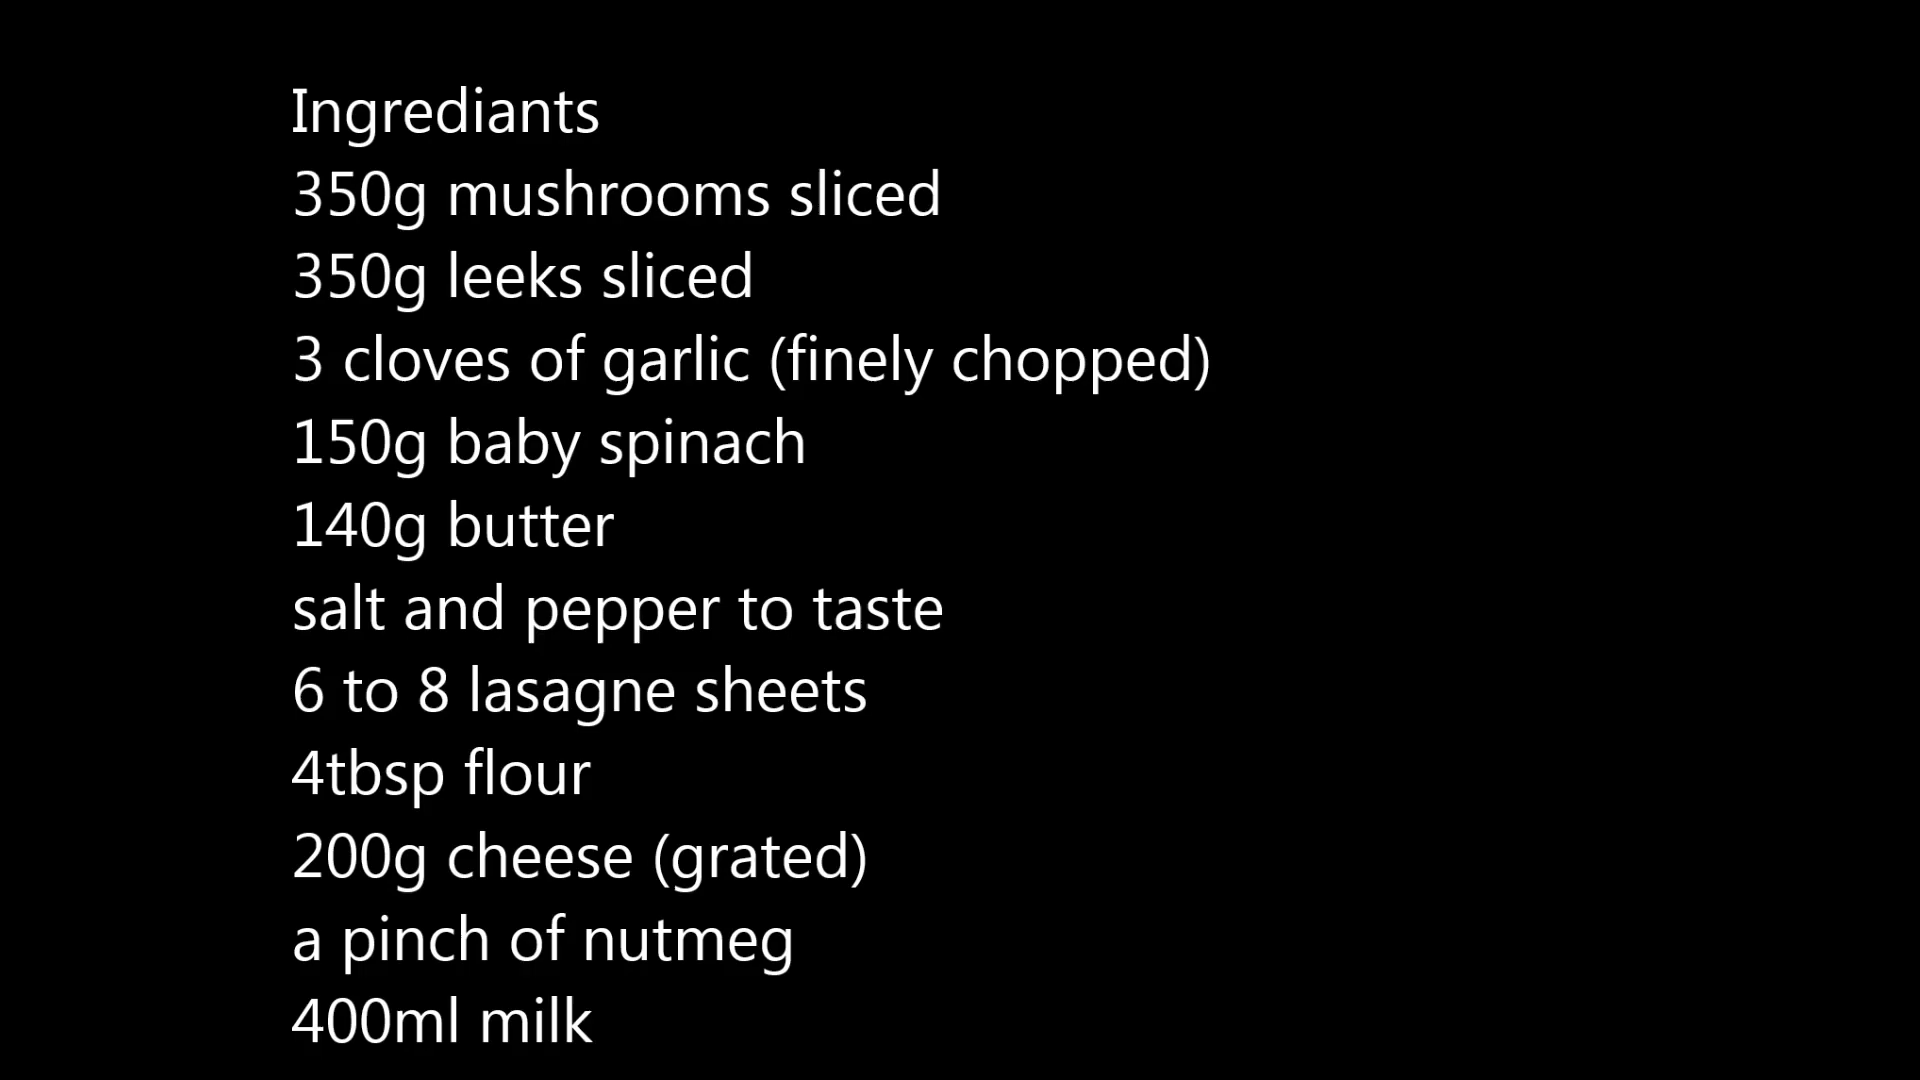 Ingrediants
350g mushrooms sliced
350g leeks sliced
3 cloves of garlic (finely chopped)
150g baby spinach
140g butter
salt and pepper to taste
6 to 8 lasagne sheets
4tbsp flour
200g cheese (grated)
a pinch of nutmeg
400ml milk